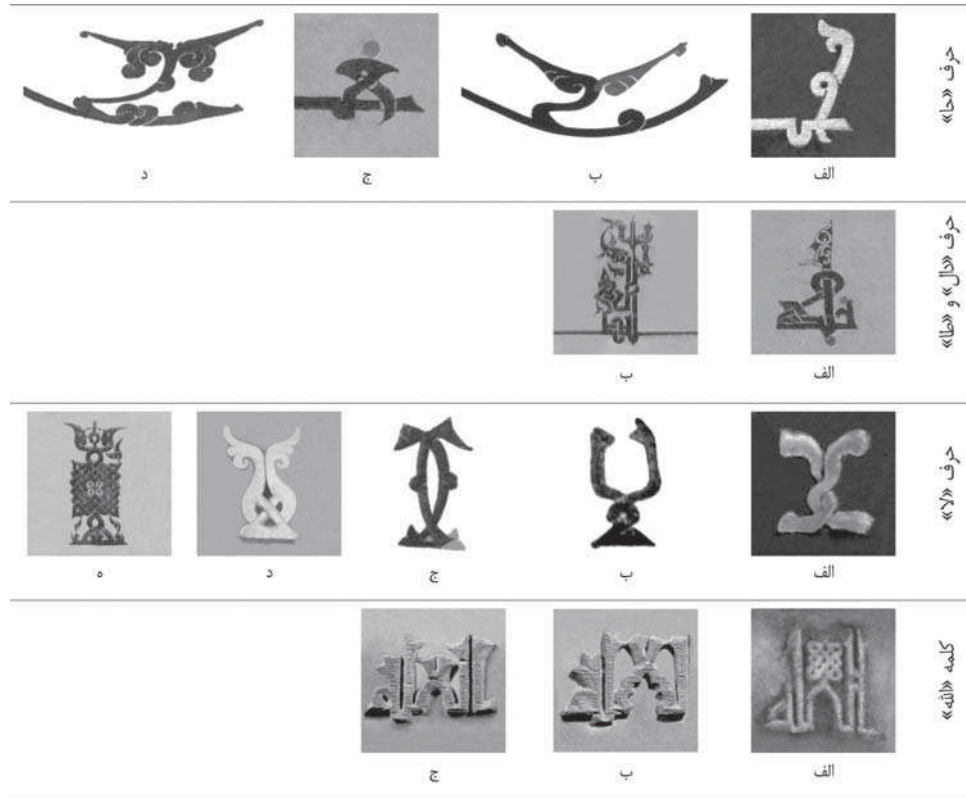 حرف «حا»
الف ب ج د
حرف «دال» و «طا»
الف ب
حرف «لا»
الف ب ج د ه
کلمه «الله»
الف ب ج